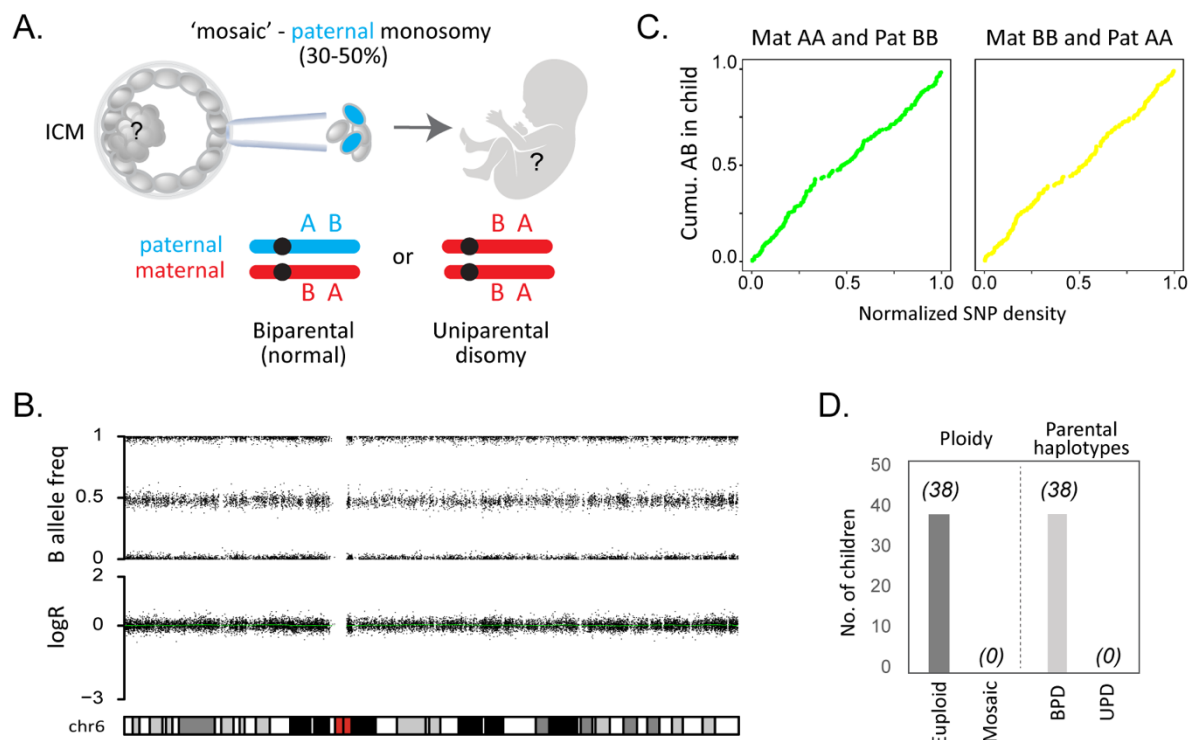 A.
'mosaic' - paternal monosomy
(30-50%)
ICM
?
?
A B
B A
paternal
maternal
or
B A
B A
Biparental
(normal)
Uniparental
disomy
B.
1
0.5
0
B allele freq
2
0
−3
logR
chr6
C.
Mat AA and Pat BB
Mat BB and Pat AA
Cumu. AB in child
1.0
0.5
0.0
0.0 0.5 1.0
0.0 0.5 1.0
Normalized SNP density
D.
Ploidy
Parental
haplotypes
No. of children
50
40
30
20
10
0
(38)
(0)
(38)
(0)
Euploid
Mosaic
BPD
UPD